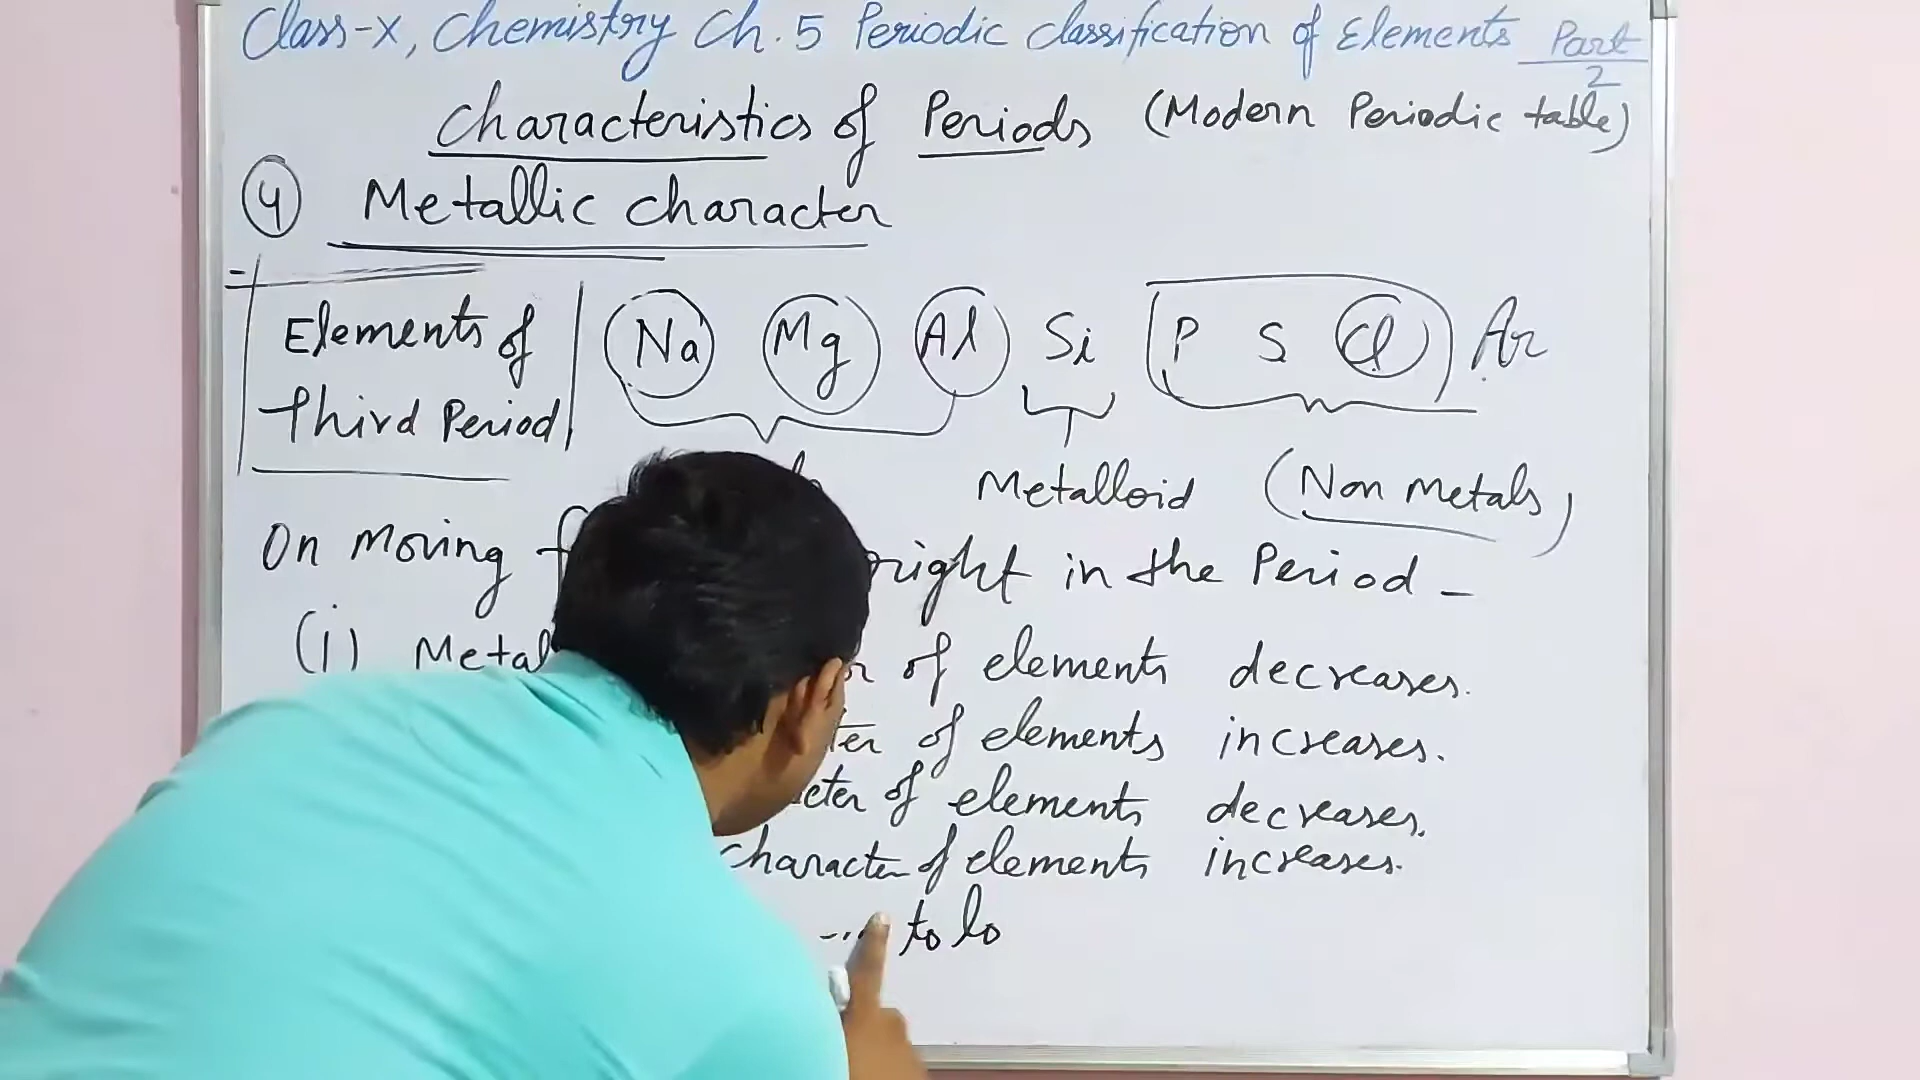 Class-X, Chemistry Ch. 5 Periodic classification of Elements Part 2
Characteristics of Periods (Modern Periodic table)
4 Metallic character
Elements of Third Period Na Mg Al Si P S Cl Ar
Metalloid (Non Metals)
On moving right in the Period -
(i) Metal of elements decreases.
of elements increases.
of elements decreases.
character of elements increases.
to lo